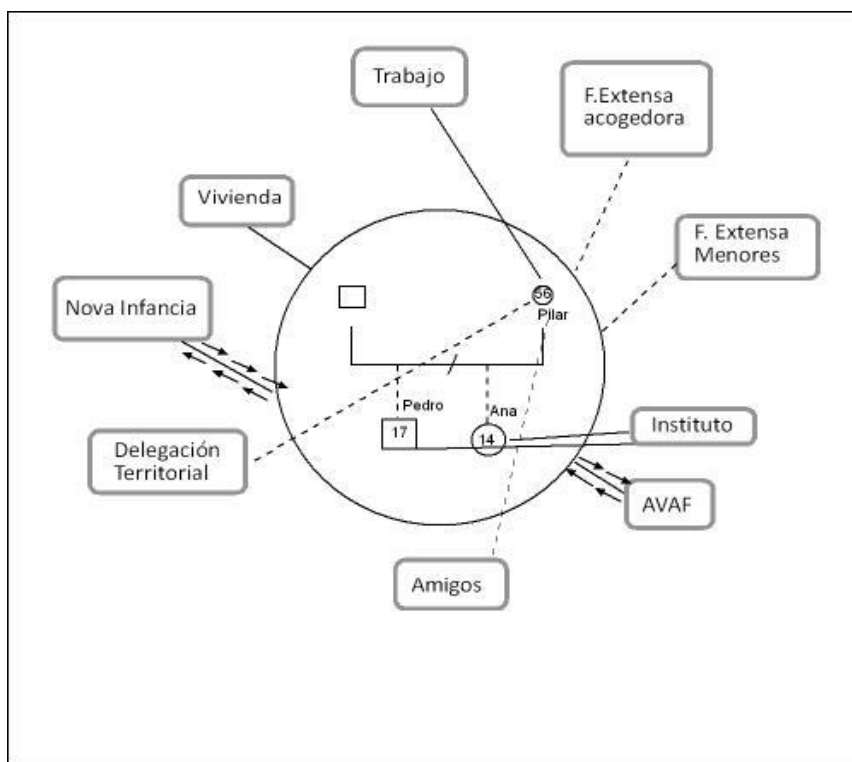 Trabajo
F.Extensa
acogedora
Vivienda
F. Extensa
Menores
Nova Infancia
56
Pilar
Pedro
Ana
17
14
Instituto
Delegación
Territorial
AVAF
Amigos